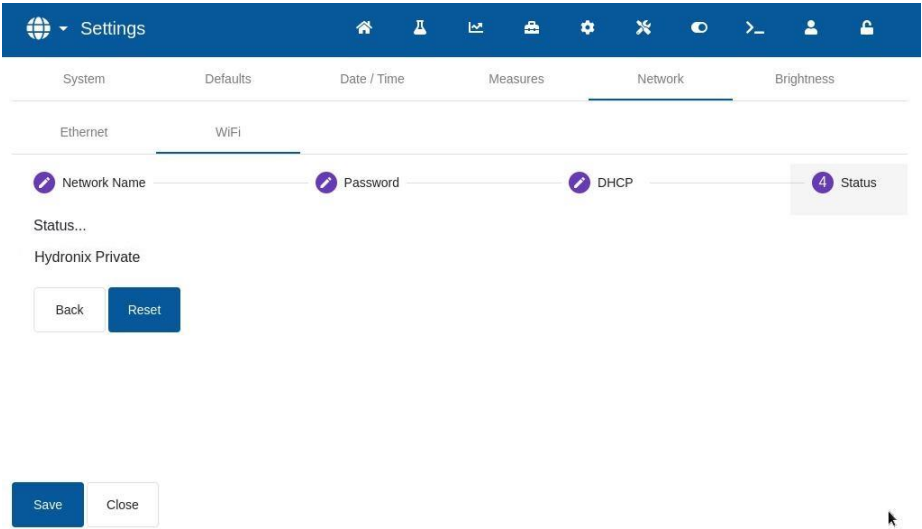 Settings
System Defaults Date / Time Measures Network Brightness
Ethernet WiFi
Network Name Password DHCP 4 Status
Status...
Hydronix Private
Back Reset
Save Close